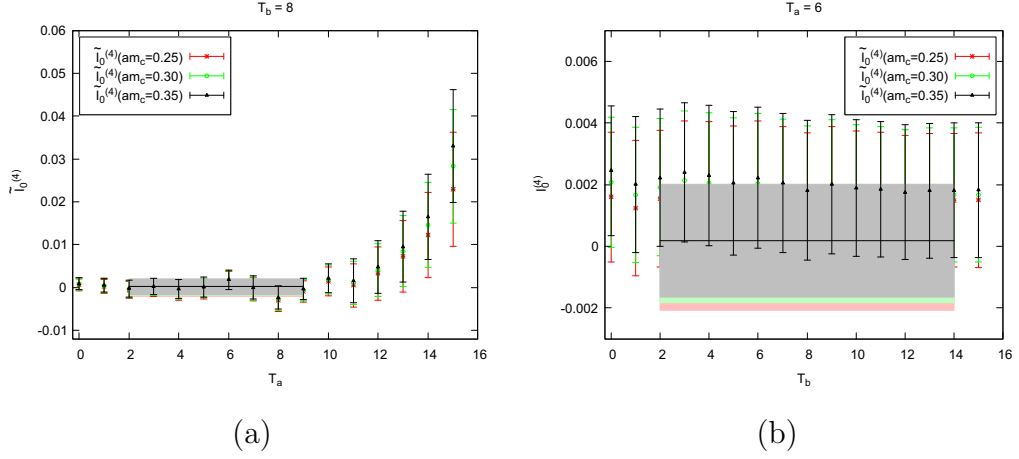 T_b = 8
0.06
0.05
0.04
0.03
0.02
0.01
0
-0.01
Ĩ_0^(4)
Ĩ_0^(4)(am_c=0.25)
Ĩ_0^(4)(am_c=0.30)
Ĩ_0^(4)(am_c=0.35)
0 2 4 6 8 10 12 14 16
T_a
(a)
T_a = 6
0.006
0.004
0.002
0
-0.002
Ĩ_0^(4)
Ĩ_0^(4)(am_c=0.25)
Ĩ_0^(4)(am_c=0.30)
Ĩ_0^(4)(am_c=0.35)
0 2 4 6 8 10 12 14 16
T_b
(b)